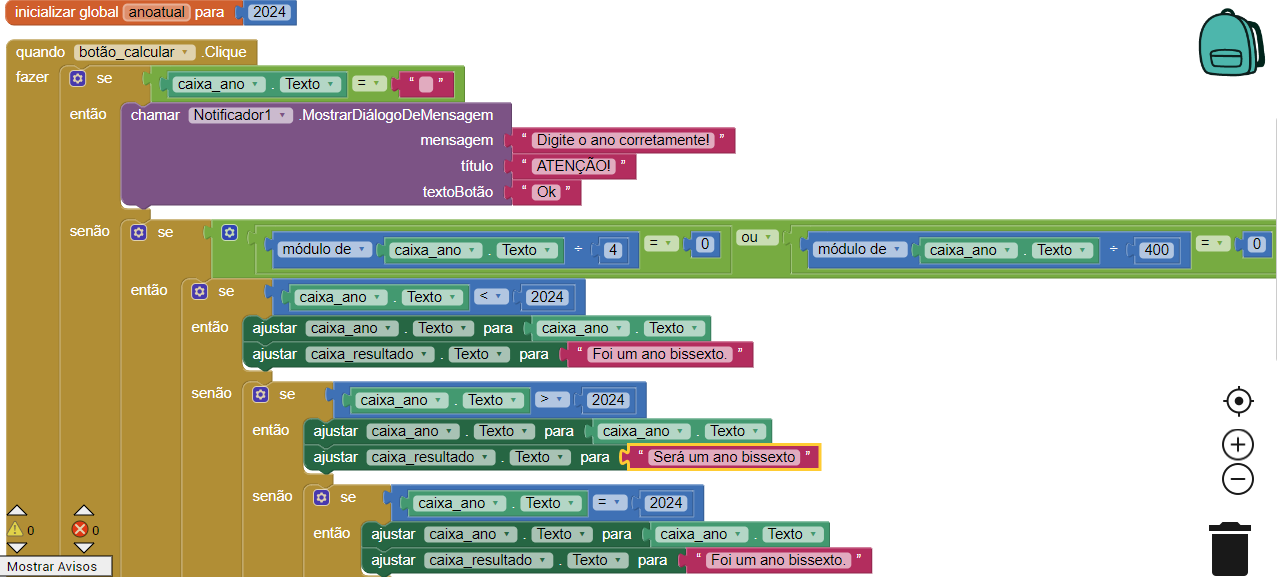 inicializar global anoatual para 2024
quando botão_calcular .Clique
fazer se caixa_ano . Texto = “ ”
então chamar Notificador1 .MostrarDiálogoDeMensagem
mensagem “ Digite o ano corretamente! ”
título “ ATENÇÃO! ”
textoBotão “ Ok ”
senão se módulo de caixa_ano . Texto ÷ 4 = 0 ou módulo de caixa_ano . Texto ÷ 400 = 0
então se caixa_ano . Texto < 2024
então ajustar caixa_ano . Texto para caixa_ano . Texto
ajustar caixa_resultado . Texto para “ Foi um ano bissexto. ”
senão se caixa_ano . Texto > 2024
então ajustar caixa_ano . Texto para caixa_ano . Texto
ajustar caixa_resultado . Texto para “ Será um ano bissexto ”
senão se caixa_ano . Texto = 2024
então ajustar caixa_ano . Texto para caixa_ano . Texto
ajustar caixa_resultado . Texto para “ Foi um ano bissexto. ”
0 0
Mostrar Avisos